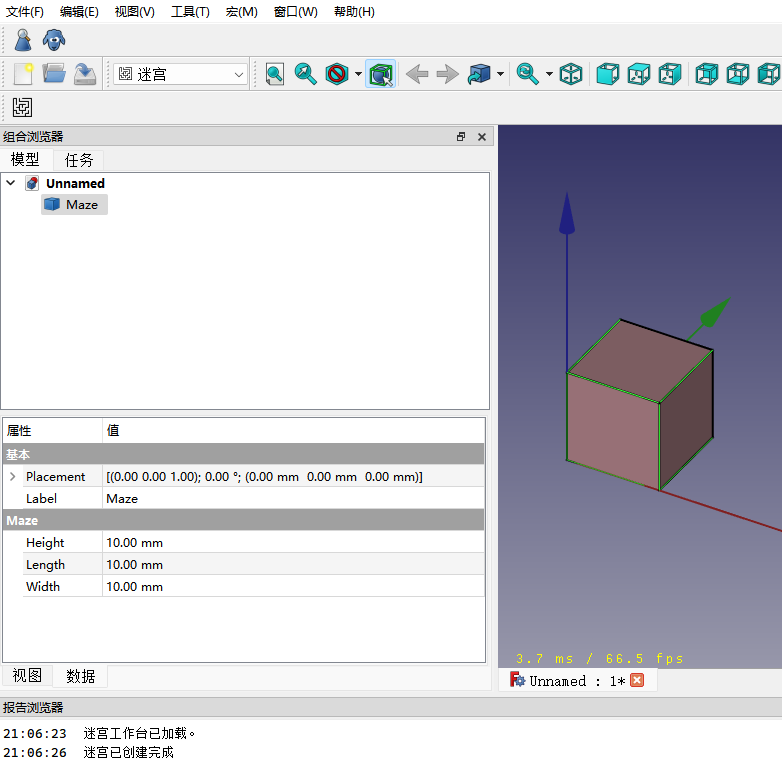 文件(F) 编辑(E) 视图(V) 工具(T) 宏(M) 窗口(W) 帮助(H)
迷宫
组合浏览器
模型 任务
Unnamed
Maze
属性 值
基本
Placement [(0.00 0.00 1.00); 0.00 °; (0.00 mm 0.00 mm 0.00 mm)]
Label Maze
Maze
Height 10.00 mm
Length 10.00 mm
Width 10.00 mm
视图 数据
3.7 ms / 66.5 fps
Unnamed : 1*
报告浏览器
21:06:23 迷宫工作台已加载。
21:06:26 迷宫已创建完成